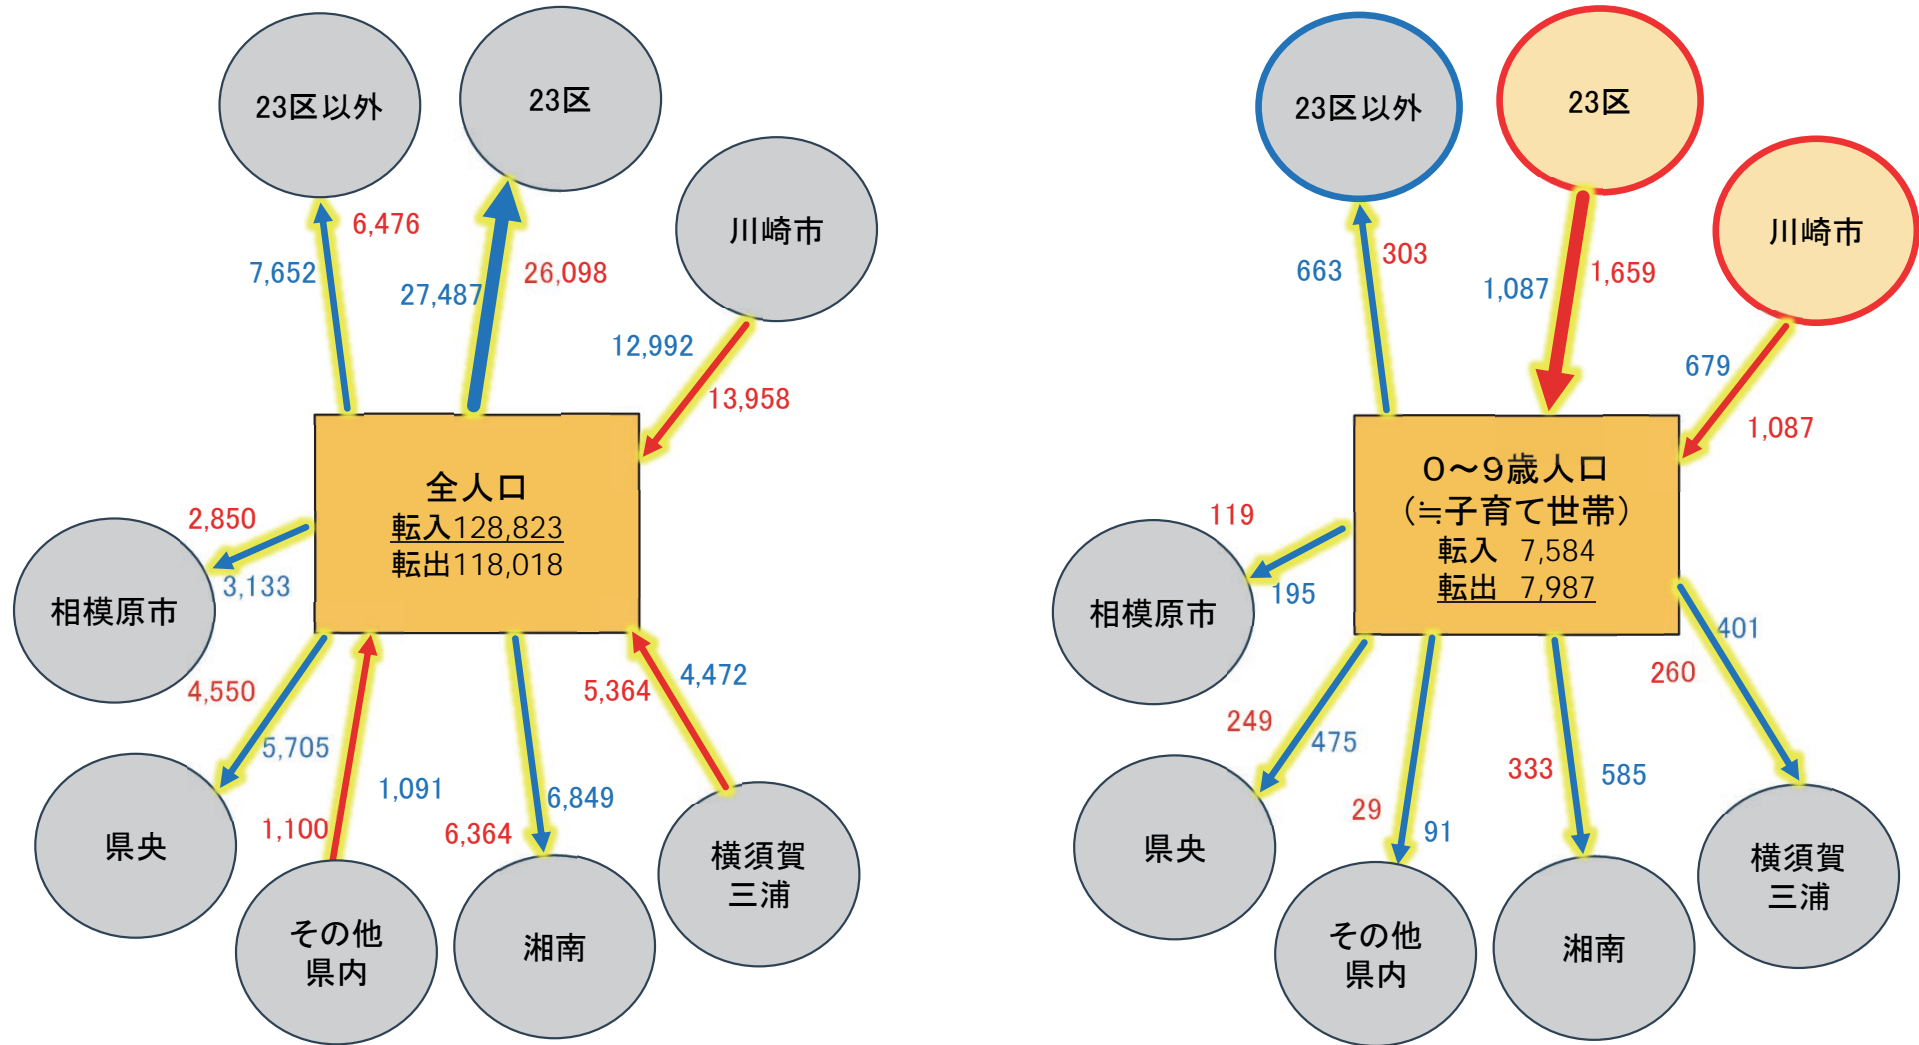 23区以外
23区
川崎市
6,476
7,652
27,487
26,098
12,992
13,958
全人口
転入128,823
転出118,018
2,850
3,133
相模原市
4,550
5,705
県央
1,091
1,100
その他
県内
6,849
6,364
湘南
5,364
4,472
横須賀
三浦
23区以外
23区
川崎市
663
303
1,087
1,659
679
1,087
0～9歳人口
(≒子育て世帯)
転入 7,584
転出 7,987
119
195
相模原市
249
475
県央
29
91
その他
県内
333
585
湘南
401
260
横須賀
三浦